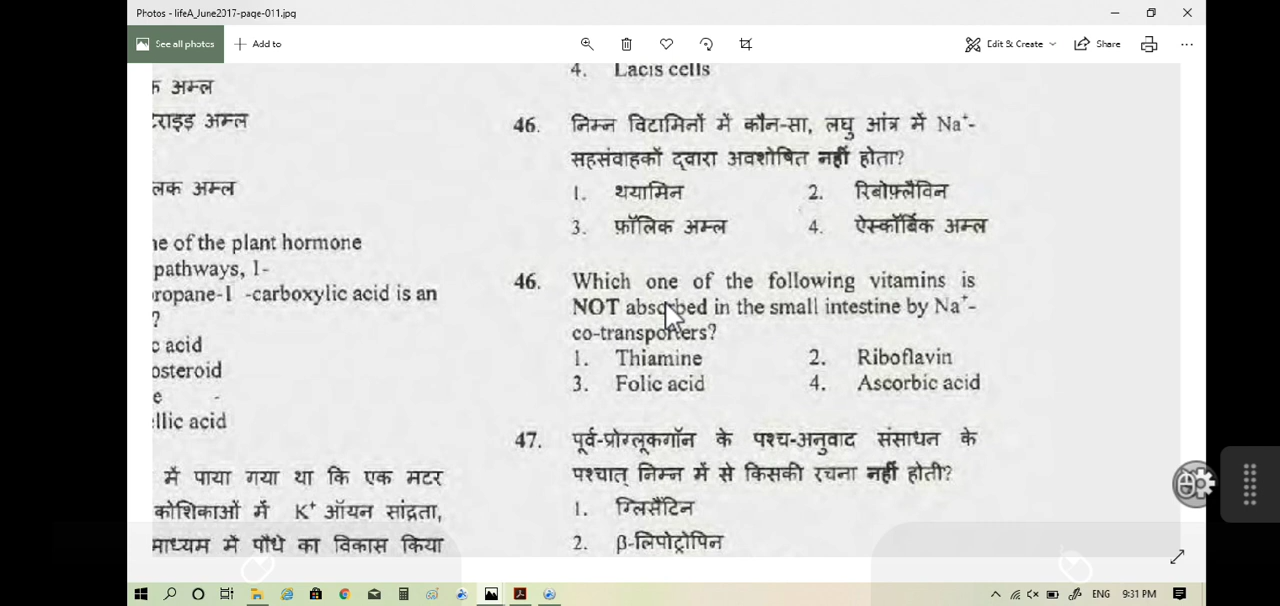 Photos - lifeA_June2017-page-011.jpg
See all photos
Add to
Edit & Create
Share
क अम्ल
अम्ल
लक अम्ल
ne of the plant hormone
pathways, 1-
propane-1 -carboxylic acid is an
?
c acid
osteroid
e
ellic acid
में पाया गया था कि एक मटर
कोशिकाओं में K+ ऑयन सांद्रता,
माध्यम में पौधे का विकास किया
4. Lacis cells
46. निम्न विटामिनों में कौन-सा, लघु आंत्र में Na+-
सहसंवाहकों द्वारा अवशोषित नहीं होता?
1. थयामिन 2. रिबोफ़्लैविन
3. फ़ॉलिक अम्ल 4. ऐस्कॉर्बिक अम्ल
46. Which one of the following vitamins is
NOT absorbed in the small intestine by Na+-
co-transporters?
1. Thiamine 2. Riboflavin
3. Folic acid 4. Ascorbic acid
47. पूर्व-प्रोग्लूकगॉन के पश्च-अनुवाद संसाधन के
पश्चात् निम्न में से किसकी रचना नहीं होती?
1. ग्लिसैंटिन
2. β-लिपोट्रोपिन
ENG 9:31 PM